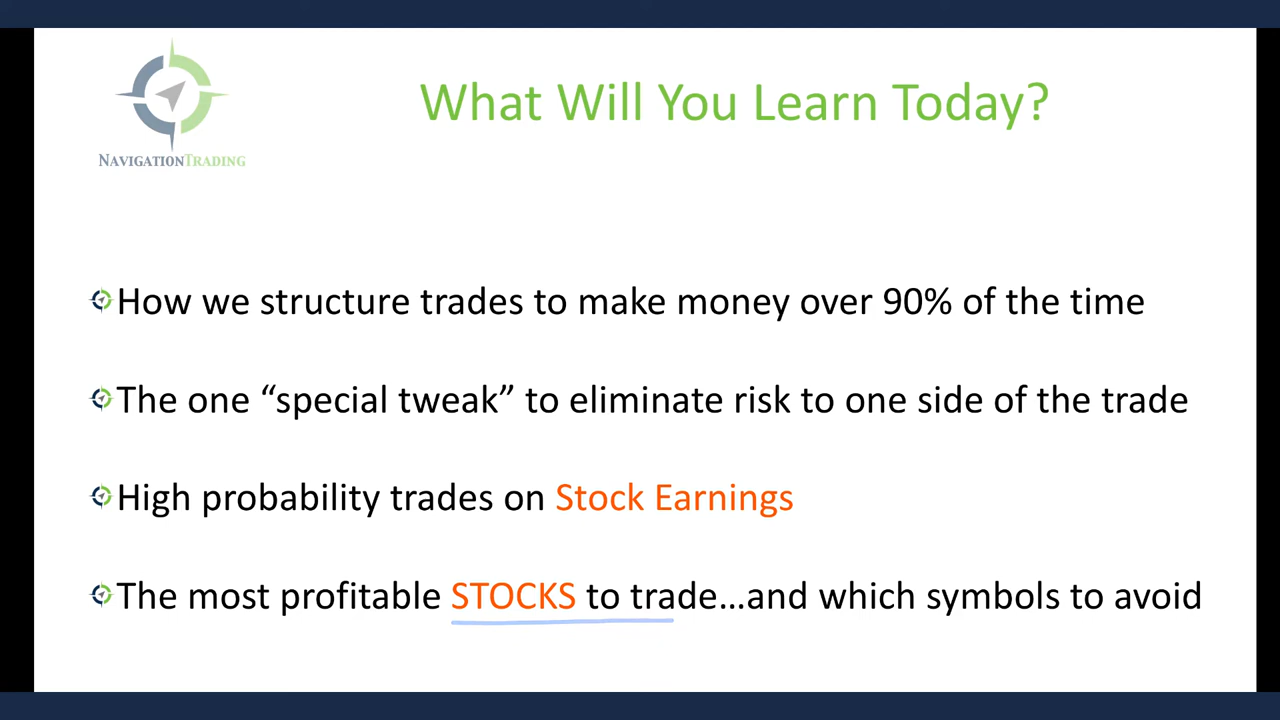 What Will You Learn Today?
NAVIGATIONTRADING
How we structure trades to make money over 90% of the time
The one “special tweak” to eliminate risk to one side of the trade
High probability trades on Stock Earnings
The most profitable STOCKS to trade…and which symbols to avoid